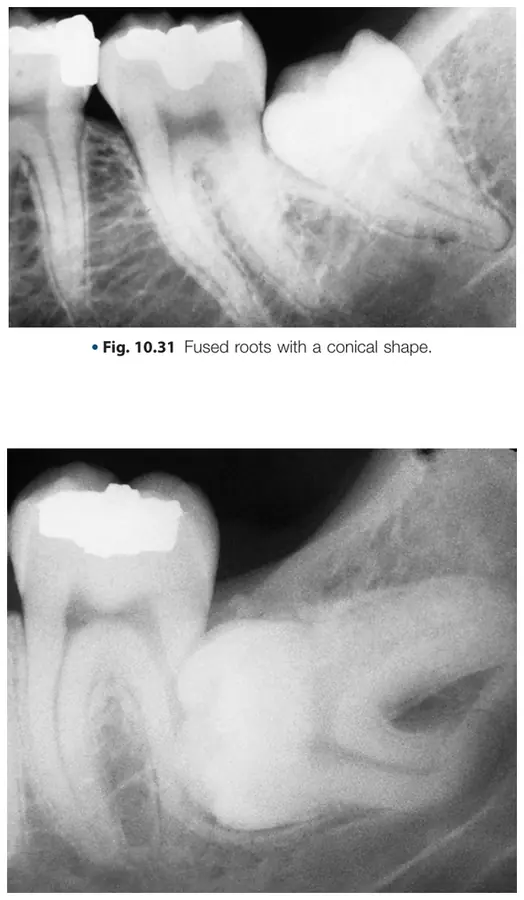 • Fig. 10.31 Fused roots with a conical shape.